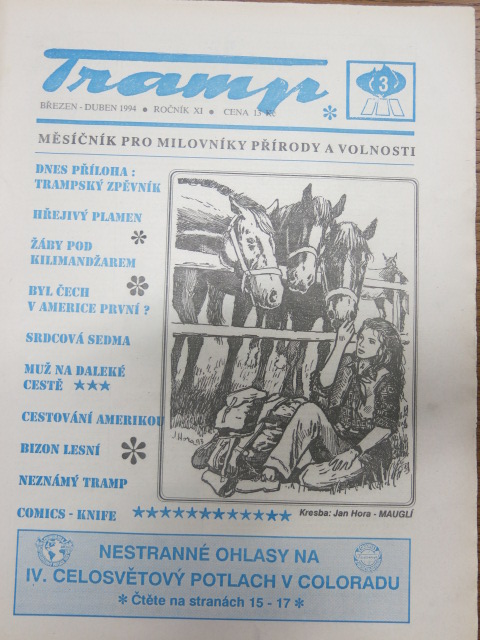 Tramp
3
BŘEZEN - DUBEN 1994 ● ROČNÍK XI ● CENA 13 Kč
MĚSÍČNÍK PRO MILOVNÍKY PŘÍRODY A VOLNOSTI
DNES PŘÍLOHA :
TRAMPSKÝ ZPĚVNÍK
HŘEJIVÝ PLAMEN
ŽÁBY POD
KILIMANDŽAREM
BYL ČECH
V AMERICE PRVNÍ ?
SRDCOVÁ SEDMA
MUŽ NA DALEKÉ
CESTĚ ★★★
CESTOVÁNÍ AMERIKOU
BIZON LESNÍ
NEZNÁMÝ TRAMP
COMICS - KNIFE ★★★★★★★★★★★★
J. Hora 93
Kresba: Jan Hora - MAUGLÍ
NESTRANNÉ OHLASY NA
IV. CELOSVĚTOVÝ POTLACH V COLORADU
✻ Čtěte na stranách 15 - 17 ✻